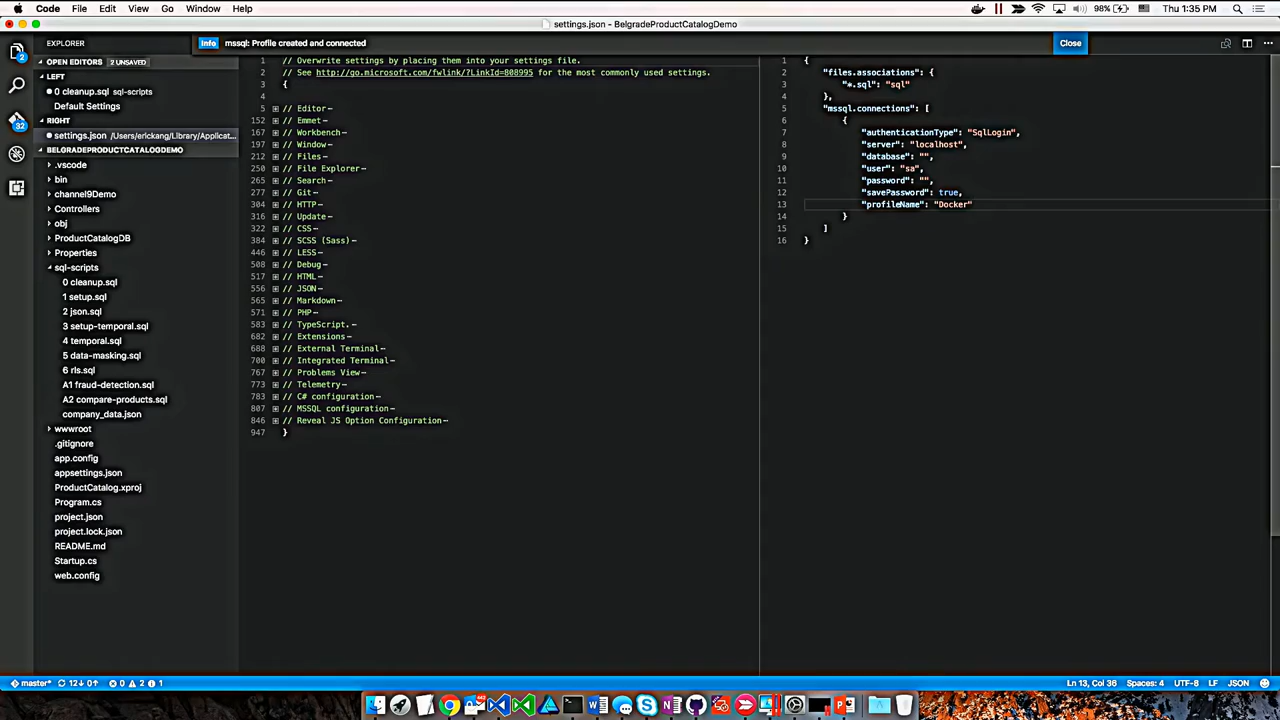 Code File Edit View Go Window Help
98% Thu 1:35 PM
settings.json - BelgradeProductCatalogDemo
EXPLORER
Info mssql: Profile created and connected
Close
OPEN EDITORS 2 UNSAVED
LEFT
0 cleanup.sql sql-scripts
Default Settings
RIGHT
settings.json /Users/erickang/Library/Applicat...
BELGRADEPRODUCTCATALOGDEMO
.vscode
bin
channel9Demo
Controllers
obj
ProductCatalogDB
Properties
sql-scripts
0 cleanup.sql
1 setup.sql
2 json.sql
3 setup-temporal.sql
4 temporal.sql
5 data-masking.sql
6 rls.sql
A1 fraud-detection.sql
A2 compare-products.sql
company_data.json
wwwroot
.gitignore
app.config
appsettings.json
ProductCatalog.xproj
Program.cs
project.json
project.lock.json
README.md
Startup.cs
web.config
2
32
1 // Overwrite settings by placing them into your settings file.
2 // See http://go.microsoft.com/fwlink/?LinkId=808995 for the most commonly used settings.
3 {
4
5 // Editor
152 // Emmet
167 // Workbench
197 // Window
212 // Files
250 // File Explorer
265 // Search
277 // Git
304 // HTTP
316 // Update
322 // CSS
384 // SCSS (Sass)
446 // LESS
508 // Debug
517 // HTML
556 // JSON
565 // Markdown
571 // PHP
583 // TypeScript.
682 // Extensions
688 // External Terminal
700 // Integrated Terminal
767 // Problems View
773 // Telemetry
783 // C# configuration
807 // MSSQL configuration
846 // Reveal JS Option Configuration
947 }
1 {
2 "files.associations": {
3 "*.sql": "sql"
4 },
5 "mssql.connections": [
6 {
7 "authenticationType": "SqlLogin",
8 "server": "localhost",
9 "database": "",
10 "user": "sa",
11 "password": "",
12 "savePassword": true,
13 "profileName": "Docker"
14 }
15 ]
16 }
master* 12↓ 0↑ 0 2 1
Ln 13, Col 36 Spaces: 4 UTF-8 LF JSON